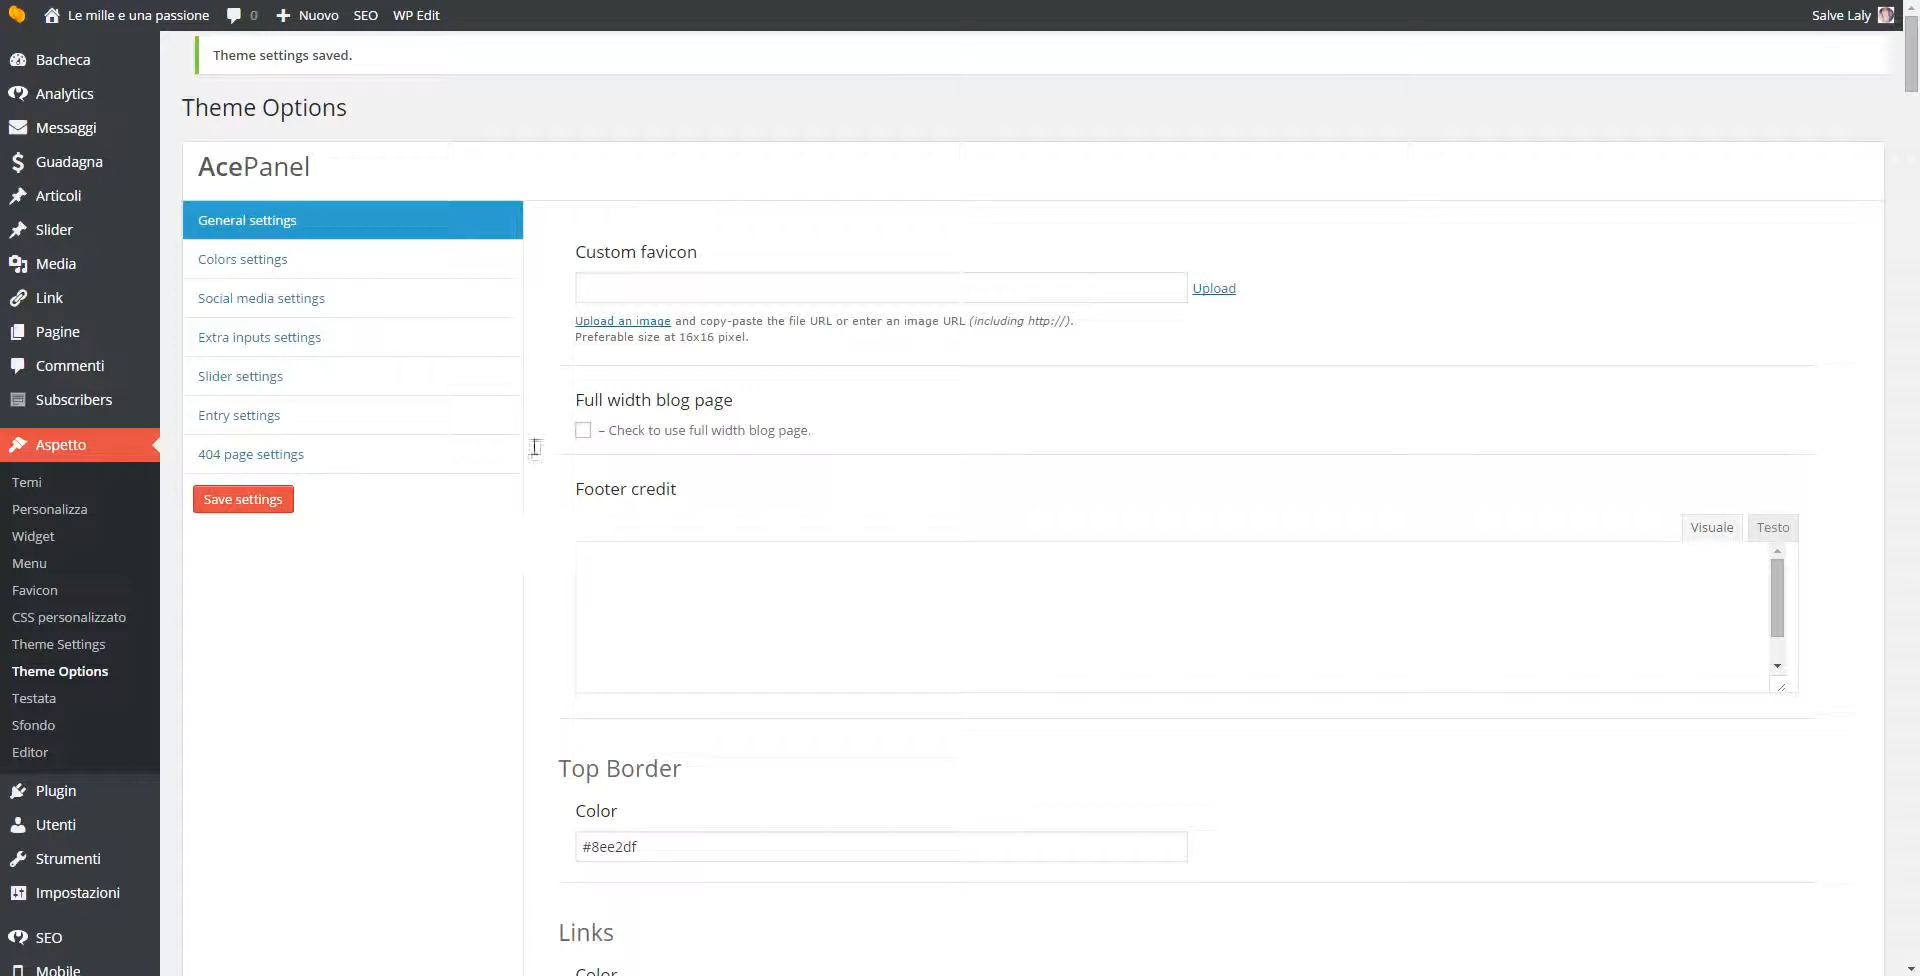 Le mille e una passione 0 Nuovo SEO WP Edit Salve Laly
Bacheca
Analytics
Messaggi
Guadagna
Articoli
Slider
Media
Link
Pagine
Commenti
Subscribers
Aspetto
Temi
Personalizza
Widget
Menu
Favicon
CSS personalizzato
Theme Settings
Theme Options
Testata
Sfondo
Editor
Plugin
Utenti
Strumenti
Impostazioni
SEO
Mobile
Theme settings saved.
Theme Options
AcePanel
General settings
Colors settings
Social media settings
Extra inputs settings
Slider settings
Entry settings
404 page settings
Save settings
Custom favicon
Upload
Upload an image and copy-paste the file URL or enter an image URL (including http://).
Preferable size at 16x16 pixel.
Full width blog page
– Check to use full width blog page.
Footer credit
Visuale Testo
Top Border
Color
#8ee2df
Links
Color